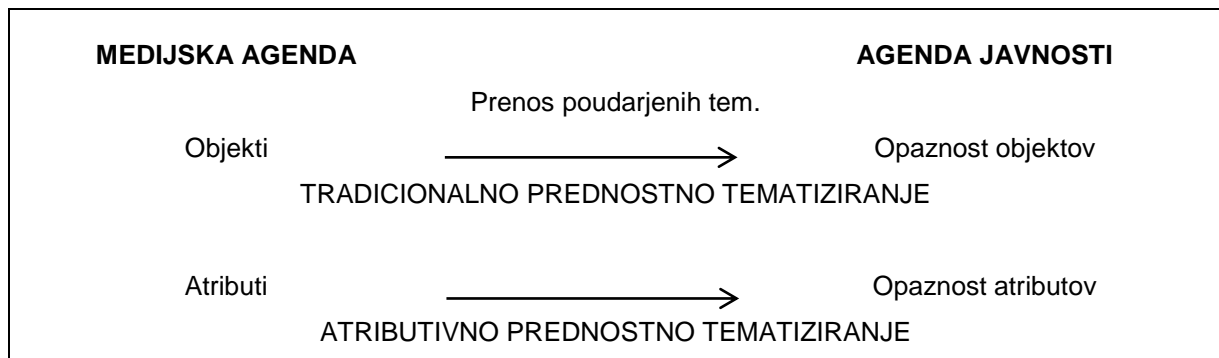 MEDIJSKA AGENDA AGENDA JAVNOSTI
Prenos poudarjenih tem.
Objekti Opaznost objektov
TRADICIONALNO PREDNOSTNO TEMATIZIRANJE
Atributi Opaznost atributov
ATRIBUTIVNO PREDNOSTNO TEMATIZIRANJE